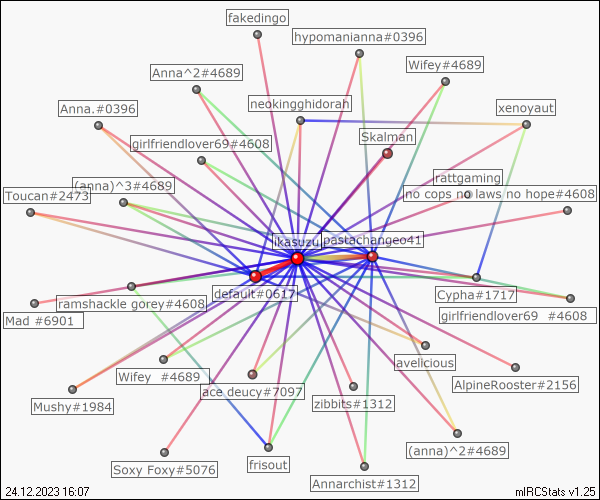 fakedingo
hypomanianna#0396
Wifey#4689
Anna^2#4689
neokingghidorah
xenoyaut
Anna.#0396
girlfriendlover69#4608
Skalman
rattgaming
(anna)^3#4689
Toucan#2473
no cops no laws no hope#4608
likasuzu
pastachangeo41
default#0617
Cypha#1717
ramshackle gorey#4608
girlfriendlover69 #4608
Mad #6901
lavelicious
Wifey #4689
ace deucy#7097
AlpineRooster#2156
Mushy#1984
zibbits#1312
(anna)^2#4689
Soxy Foxy#5076
frisout
Annarchist#1312
24.12.2023 16:07
mIRCStats v1.25